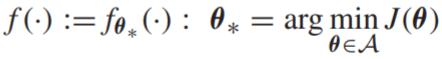 f(·) := f_{θ_*}(·) : θ_* = arg min_{θ∈𝒜} J(θ)